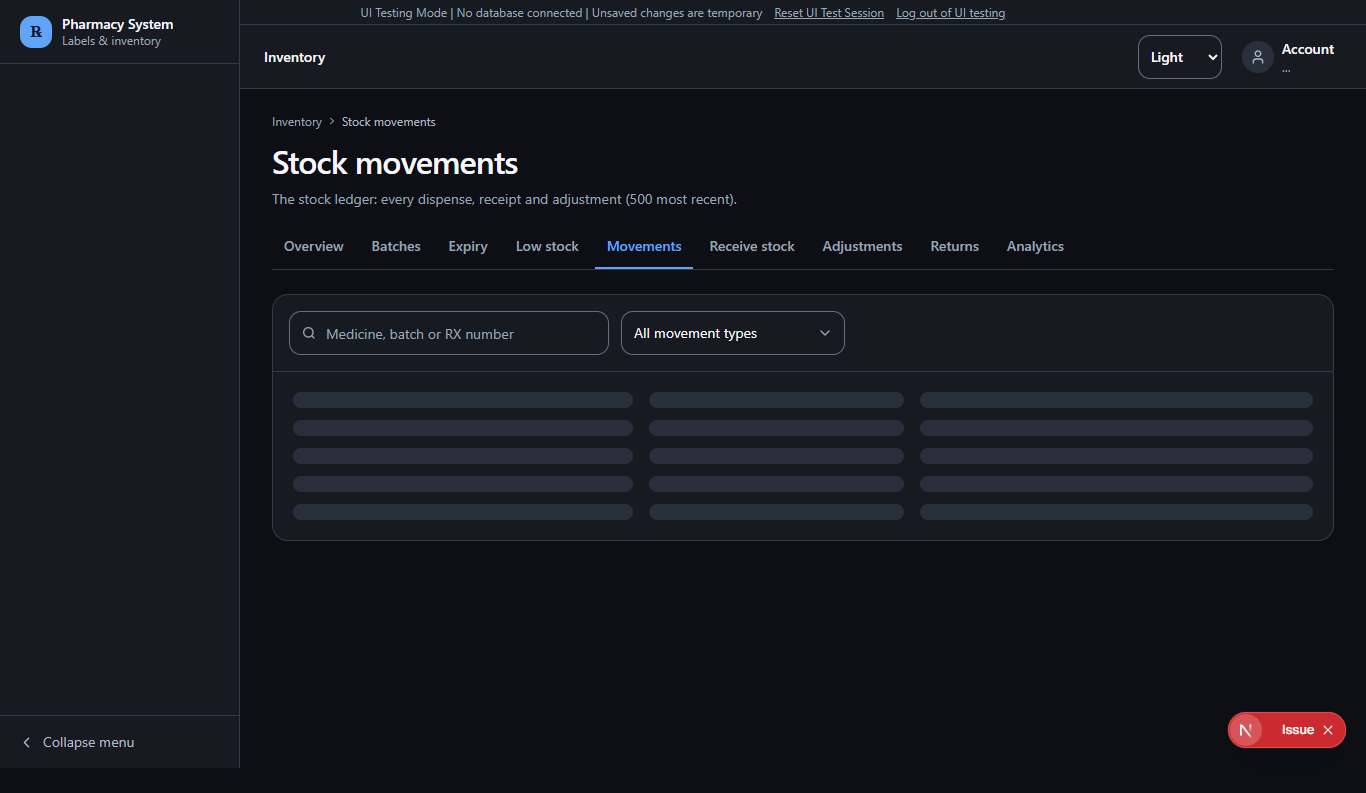 ℞
Pharmacy System
Labels & inventory
UI Testing Mode | No database connected | Unsaved changes are temporary Reset UI Test Session Log out of UI testing
Inventory
Light
Account
...
Inventory > Stock movements
Stock movements
The stock ledger: every dispense, receipt and adjustment (500 most recent).
Overview Batches Expiry Low stock Movements Receive stock Adjustments Returns Analytics
Medicine, batch or RX number
All movement types
N Issue
Collapse menu